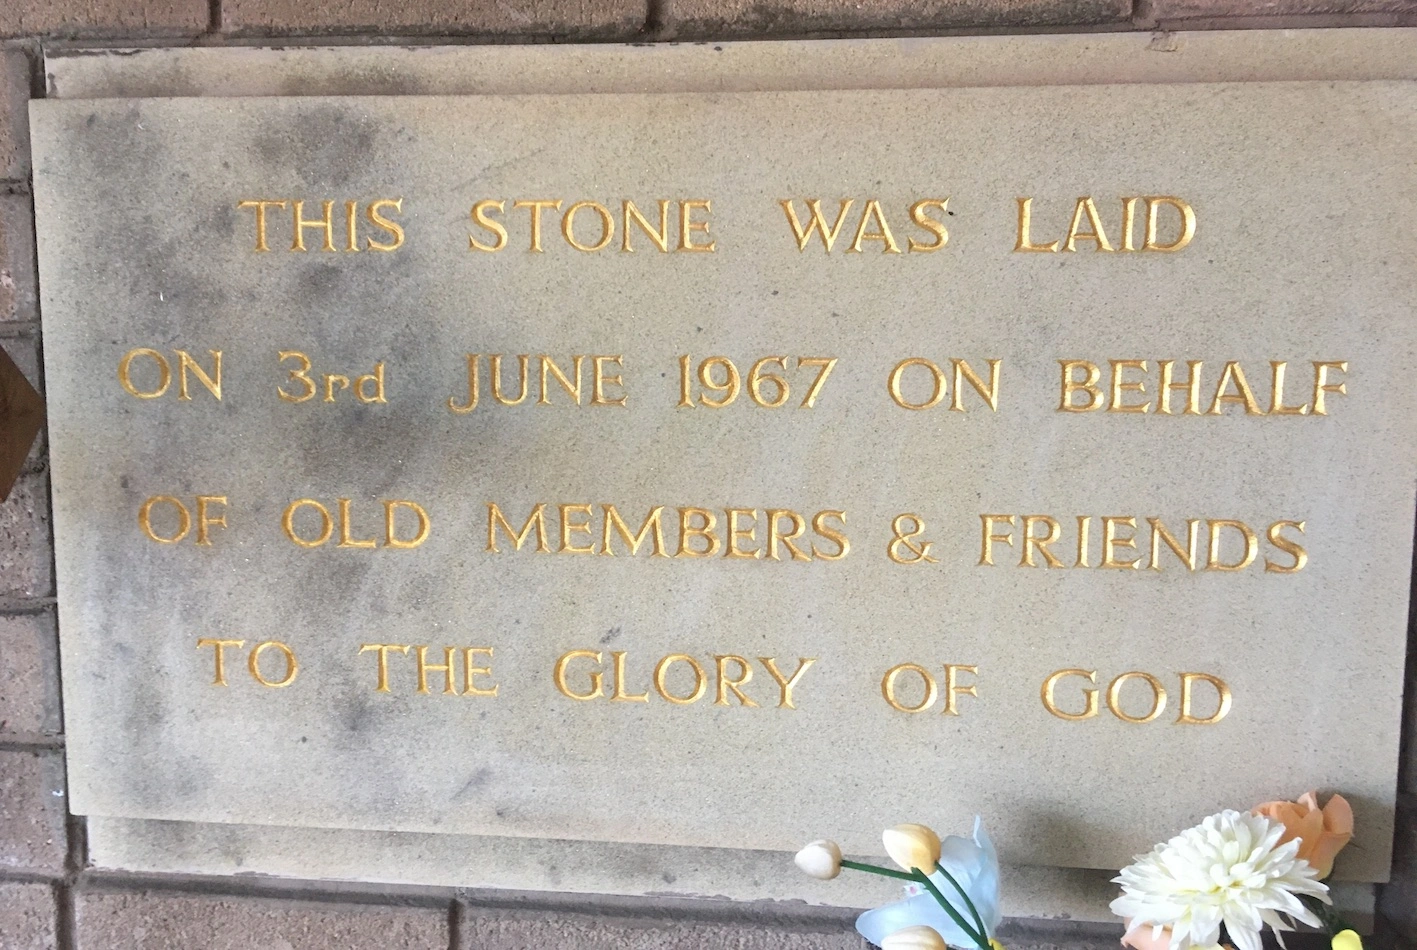 THIS STONE WAS LAID
ON 3rd JUNE 1967 ON BEHALF
OF OLD MEMBERS & FRIENDS
TO THE GLORY OF GOD